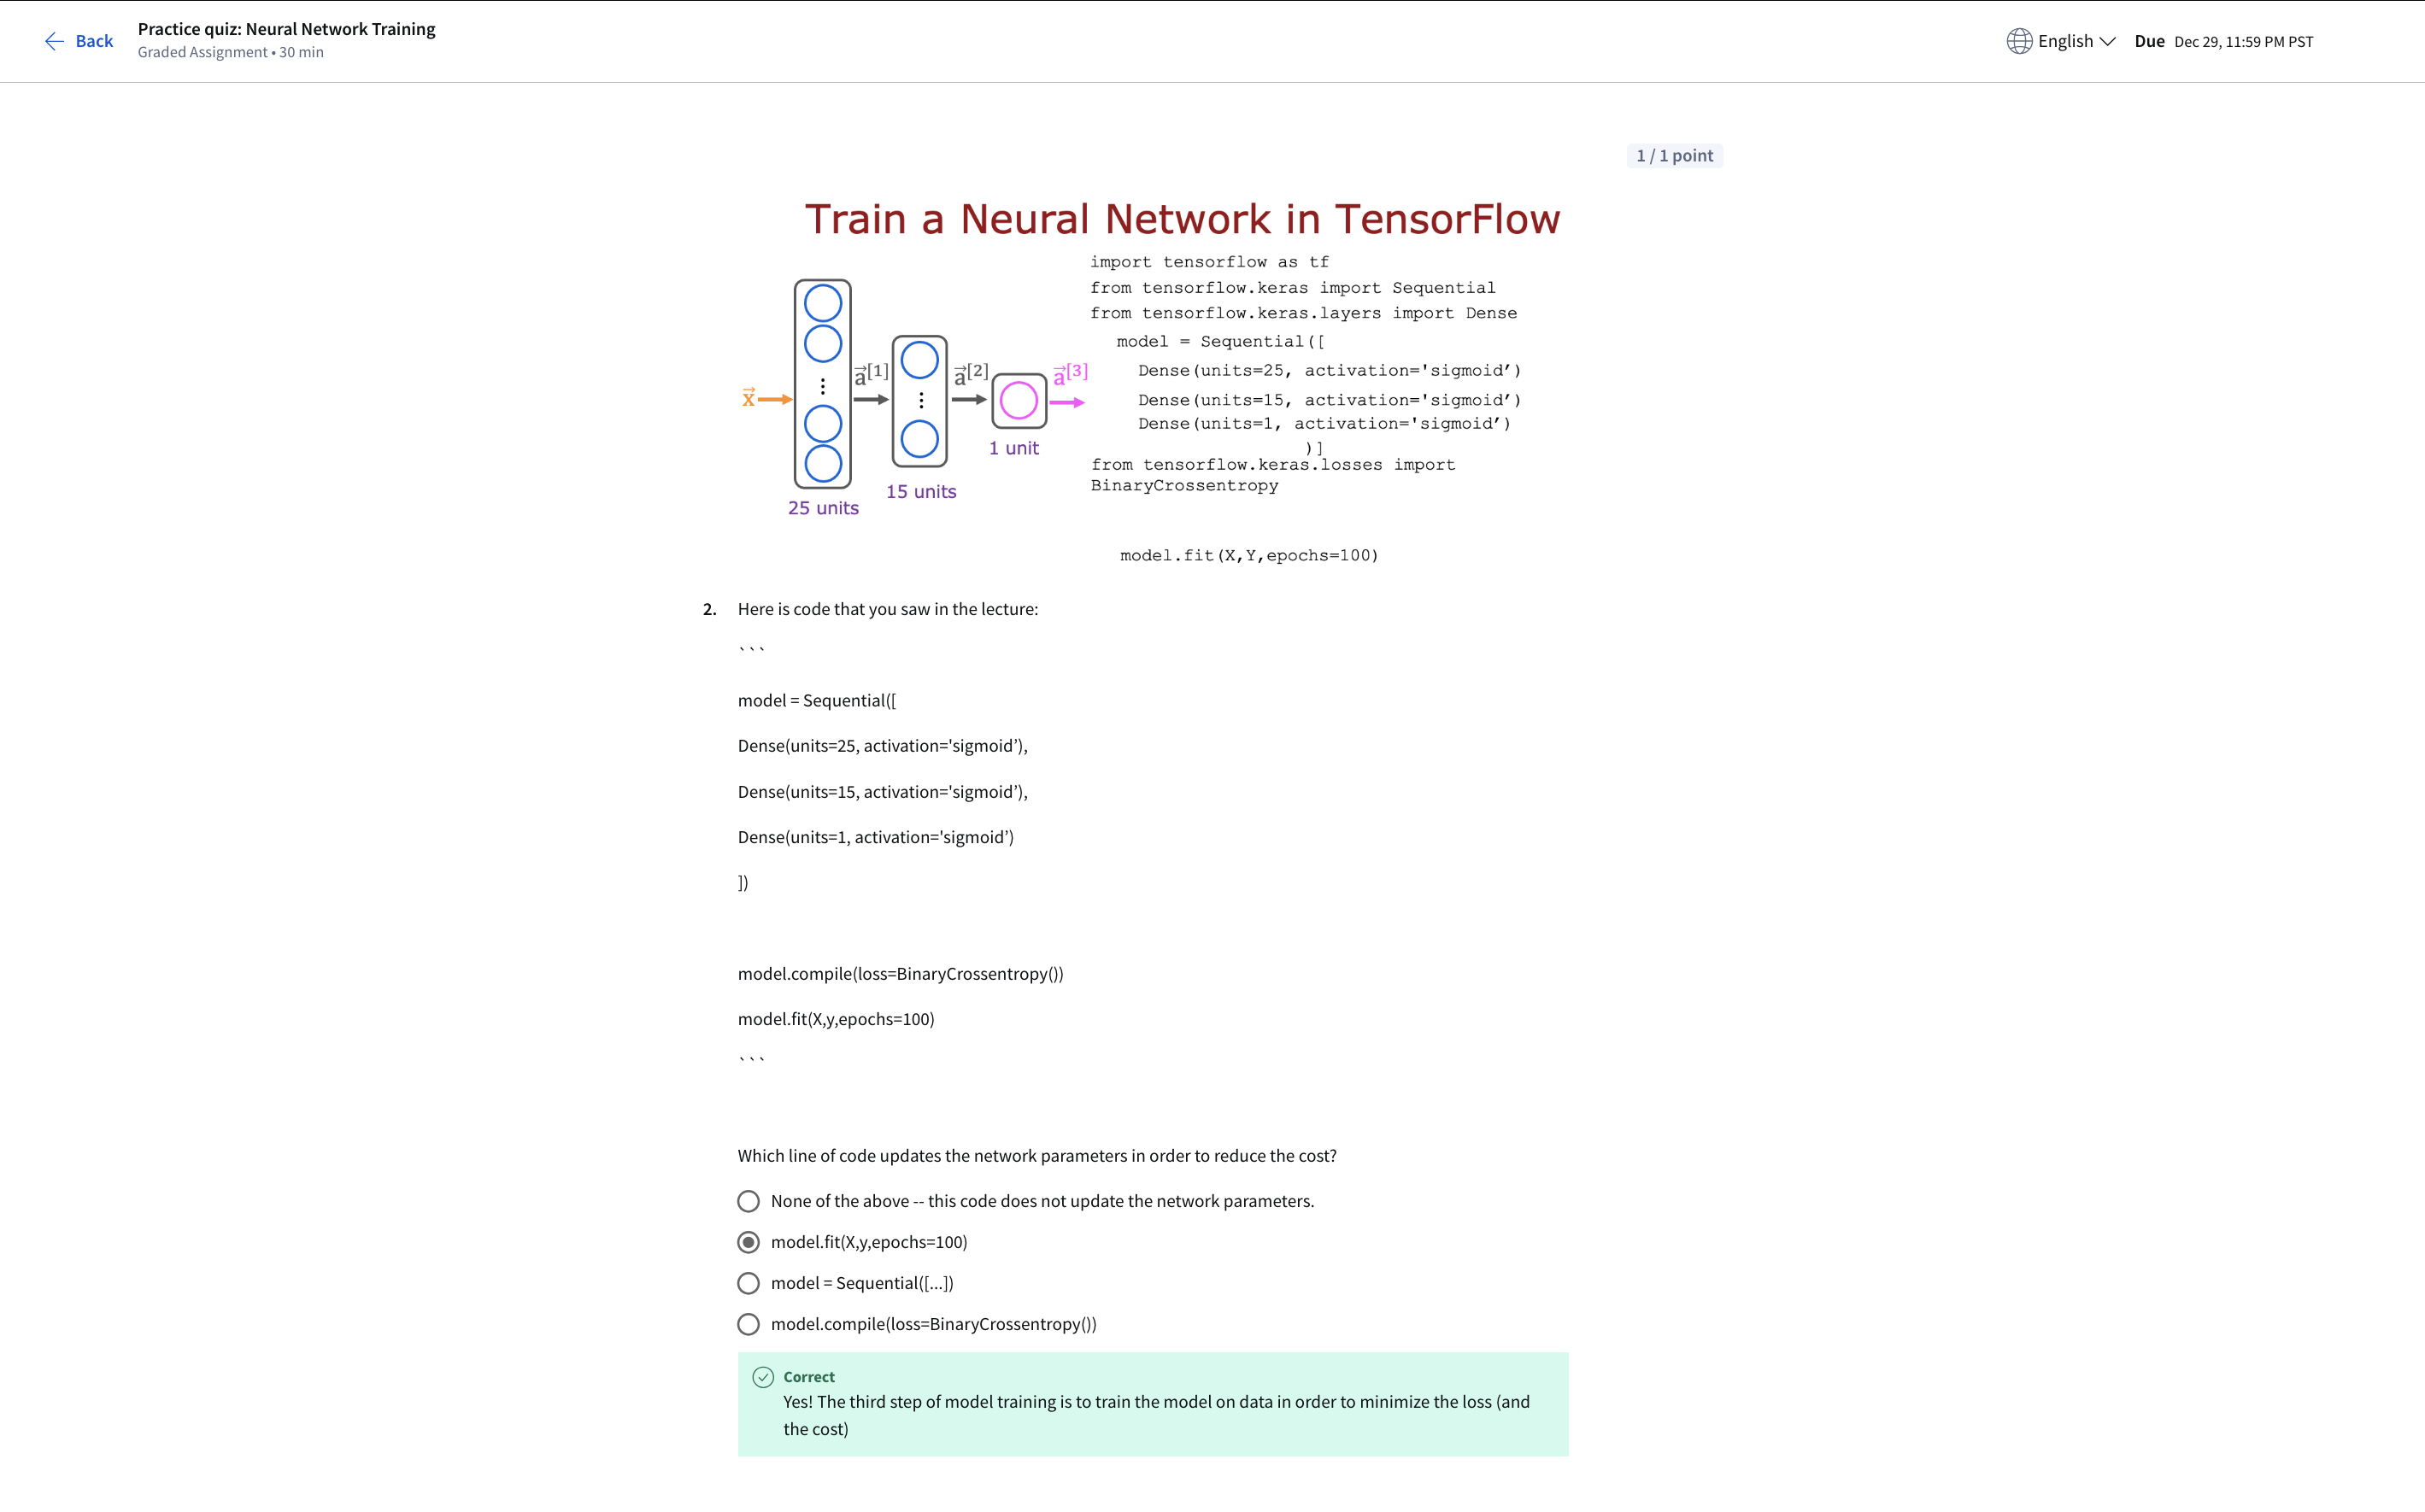 Back
Practice quiz: Neural Network Training
Graded Assignment • 30 min
English
Due Dec 29, 11:59 PM PST
1 / 1 point
Train a Neural Network in TensorFlow
x⃗
a⃗[1]
a⃗[2]
a⃗[3]
25 units
15 units
1 unit
import tensorflow as tf
from tensorflow.keras import Sequential
from tensorflow.keras.layers import Dense
model = Sequential([
Dense(units=25, activation='sigmoid’)
Dense(units=15, activation='sigmoid’)
Dense(units=1, activation='sigmoid’)
)]
from tensorflow.keras.losses import
BinaryCrossentropy
model.fit(X,Y,epochs=100)
2. Here is code that you saw in the lecture:
```
model = Sequential([
Dense(units=25, activation='sigmoid’),
Dense(units=15, activation='sigmoid’),
Dense(units=1, activation='sigmoid’)
])
model.compile(loss=BinaryCrossentropy())
model.fit(X,y,epochs=100)
```
Which line of code updates the network parameters in order to reduce the cost?
None of the above -- this code does not update the network parameters.
model.fit(X,y,epochs=100)
model = Sequential([...])
model.compile(loss=BinaryCrossentropy())
Correct
Yes! The third step of model training is to train the model on data in order to minimize the loss (and
the cost)